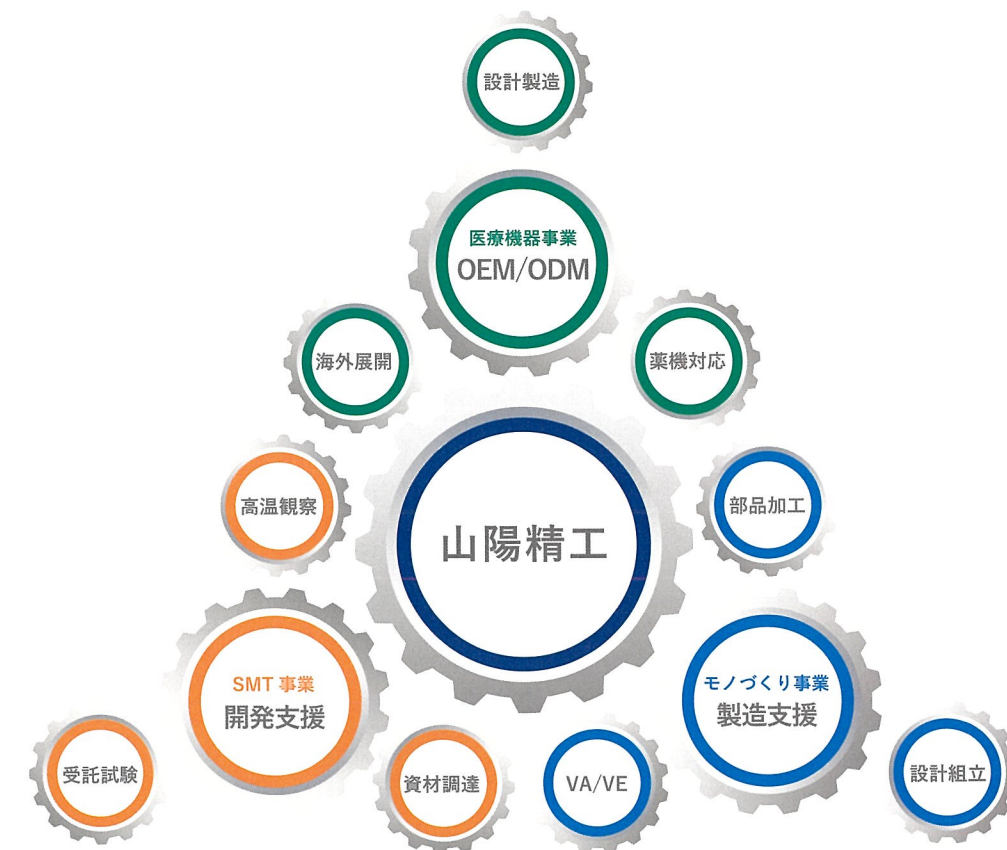 設計製造
医療機器事業
OEM/ODM
海外展開
薬機対応
高温観察
部品加工
山陽精工
SMT 事業
開発支援
モノづくり事業
製造支援
受託試験
資材調達
VA/VE
設計組立